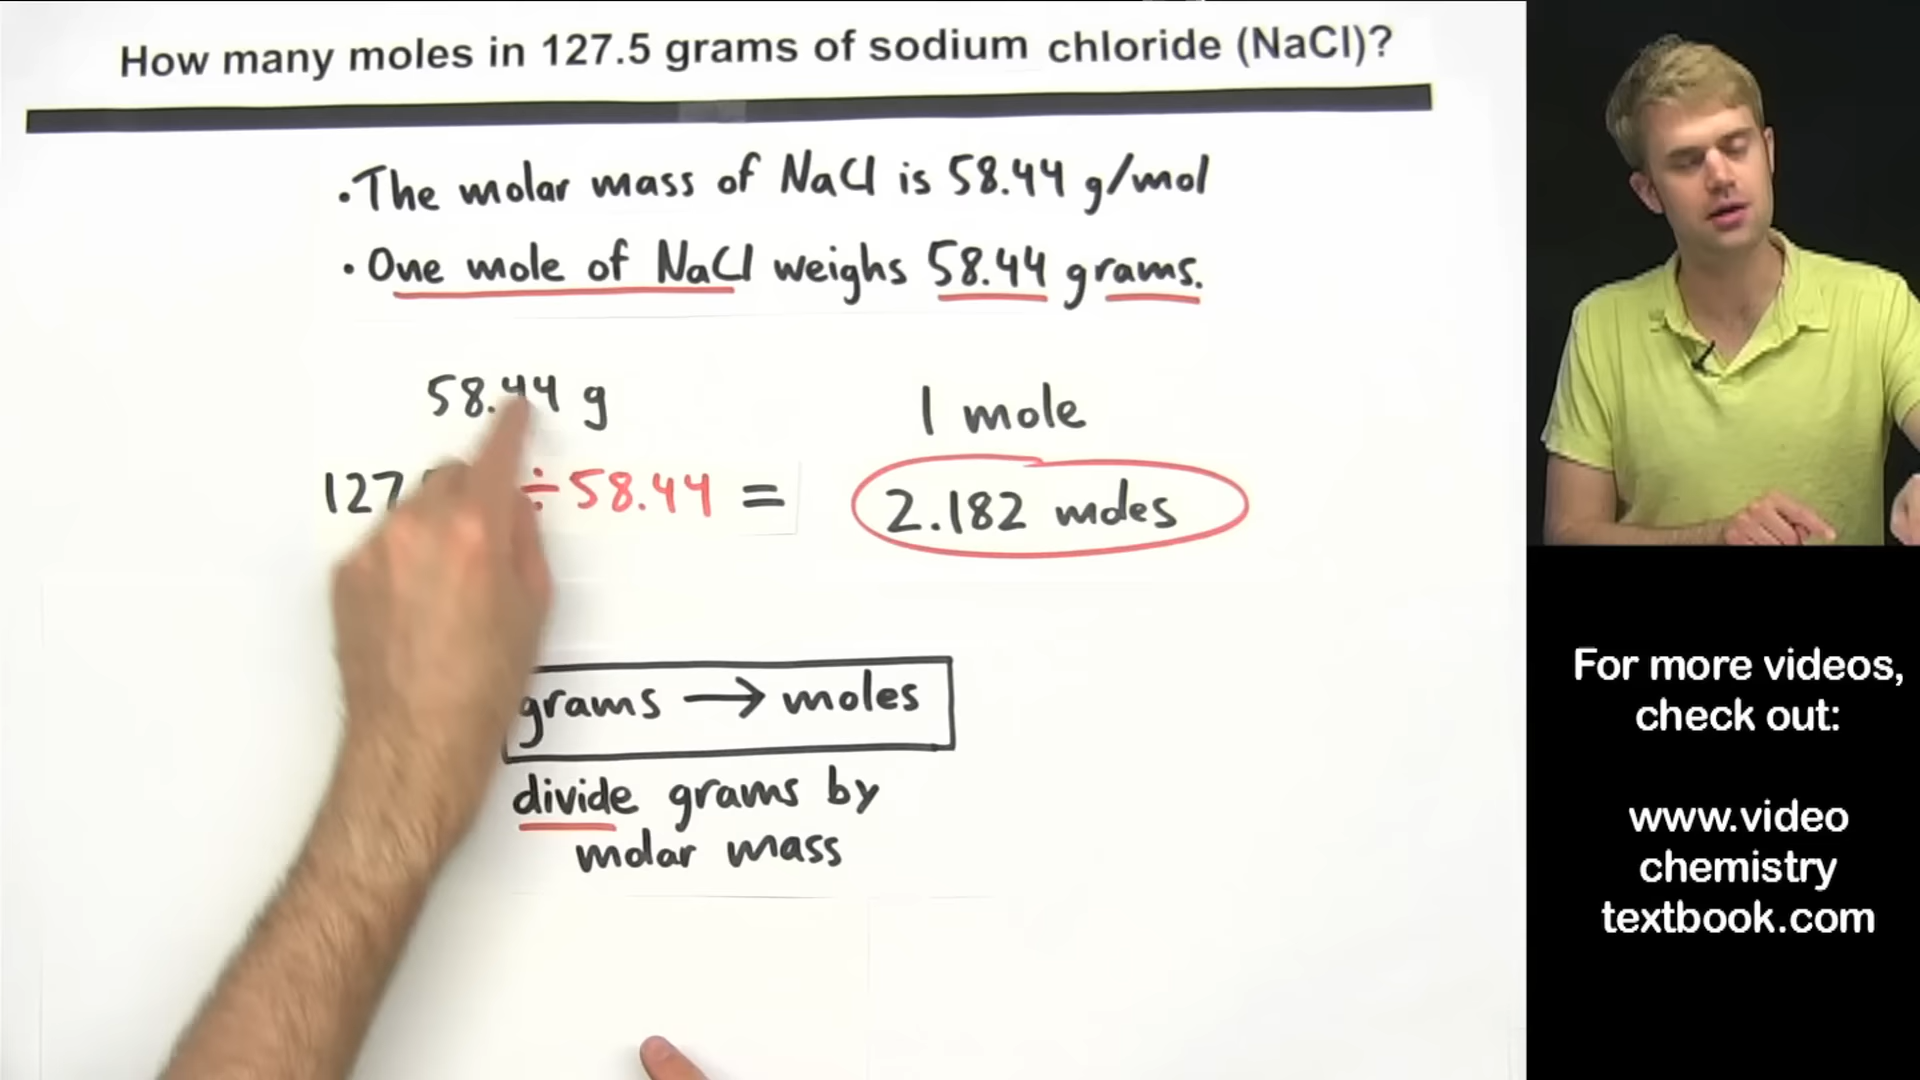 How many moles in 127.5 grams of sodium chloride (NaCl)?
• The molar mass of NaCl is 58.44 g/mol
• One mole of NaCl weighs 58.44 grams.
58.44 g 1 mole
127. ÷ 58.44 = 2.182 moles
grams → moles
divide grams by
molar mass
For more videos,
check out:
www.video
chemistry
textbook.com